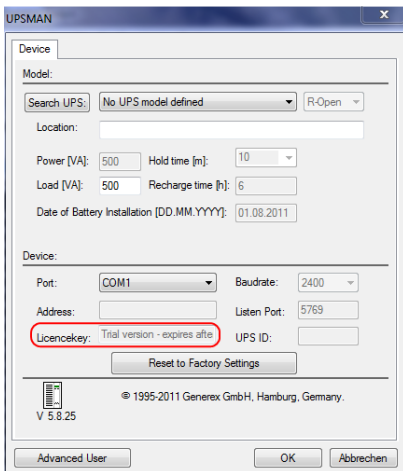 UPSMAN
x
Device
Model:
Search UPS: No UPS model defined R-Open
Location:
Power [VA]: 500 Hold time [m]: 10
Load [VA]: 500 Recharge time [h]: 6
Date of Battery Installation [DD.MM.YYYY]: 01.08.2011
Device:
Port: COM1 Baudrate: 2400
Address: Listen Port: 5769
Licencekey: Trial version - expires afte UPS ID:
Reset to Factory Settings
© 1995-2011 Generex GmbH, Hamburg, Germany.
V 5.8.25
Advanced User OK Abbrechen